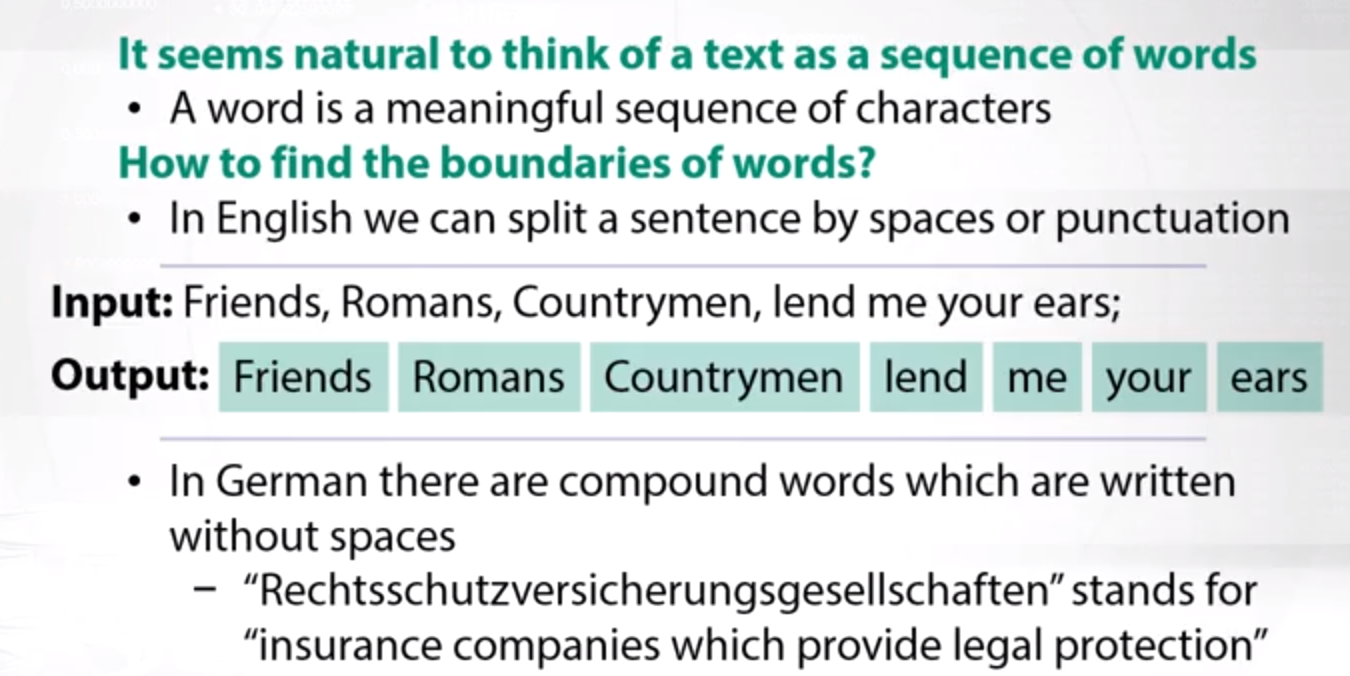 It seems natural to think of a text as a sequence of words
• A word is a meaningful sequence of characters
How to find the boundaries of words?
• In English we can split a sentence by spaces or punctuation
Input: Friends, Romans, Countrymen, lend me your ears;
Output: Friends Romans Countrymen lend me your ears
• In German there are compound words which are written
without spaces
– “Rechtsschutzversicherungsgesellschaften” stands for
“insurance companies which provide legal protection”